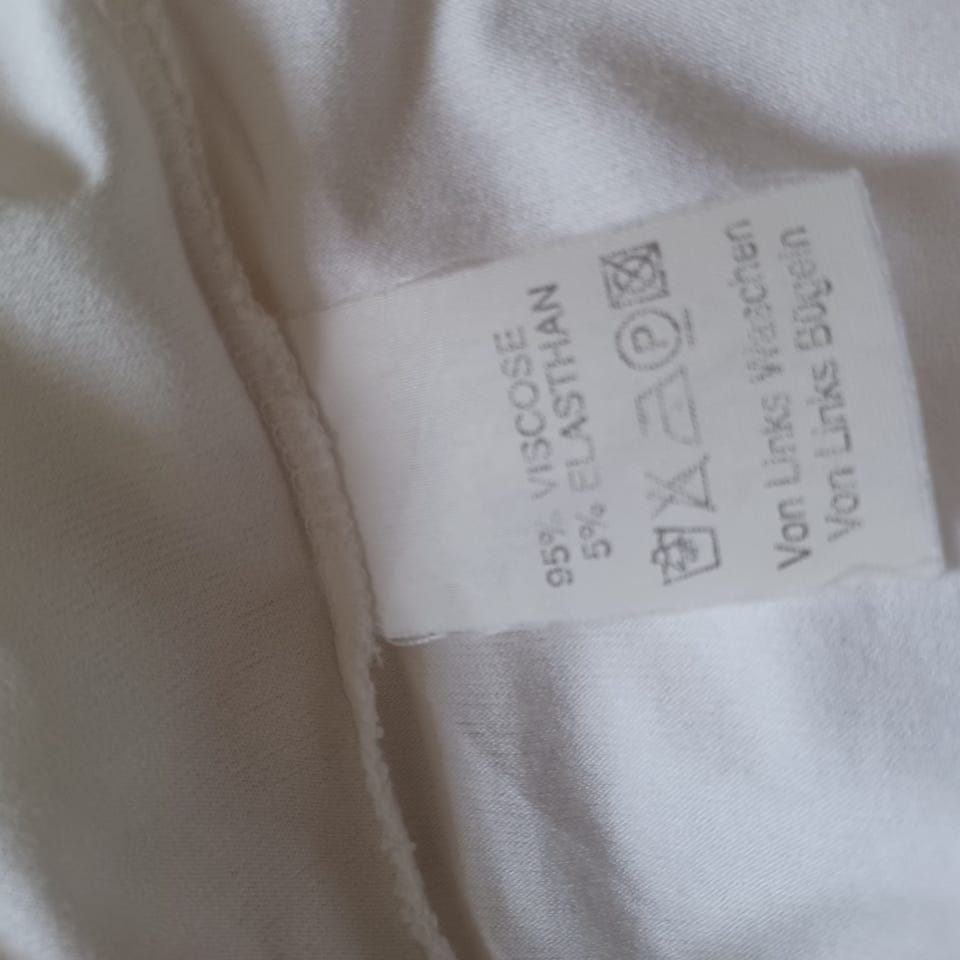 95% VISCOSE
5% ELASTHAN
P
Von Links Waschen
Von Links Bügeln